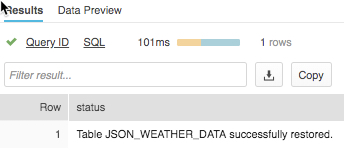 Results Data Preview
Query ID SQL 101ms 1 rows
Filter result... Copy
Row status
1 Table JSON_WEATHER_DATA successfully restored.